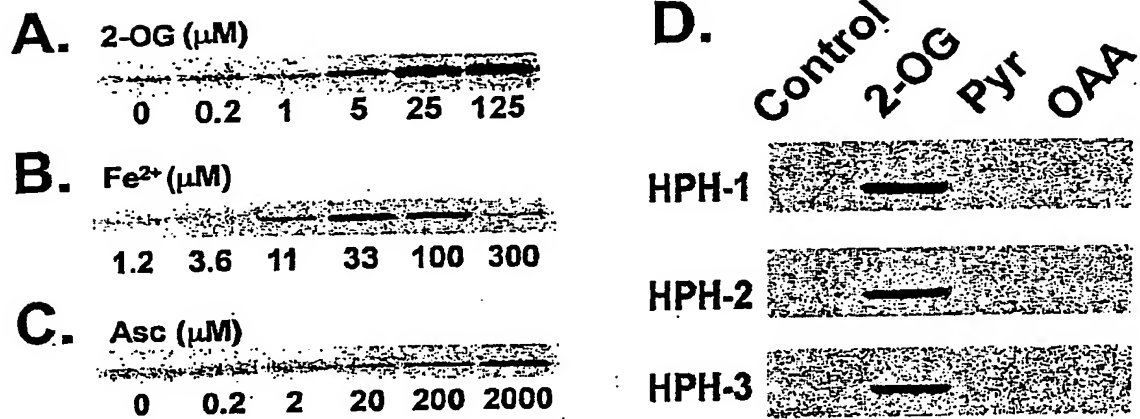 A. 2-OG (μM)
0 0.2 1 5 25 125
B. Fe²⁺ (μM)
1.2 3.6 11 33 100 300
C. Asc (μM)
0 0.2 2 20 200 2000
D.
Control 2-OG Pyr OAA
HPH-1
HPH-2
HPH-3